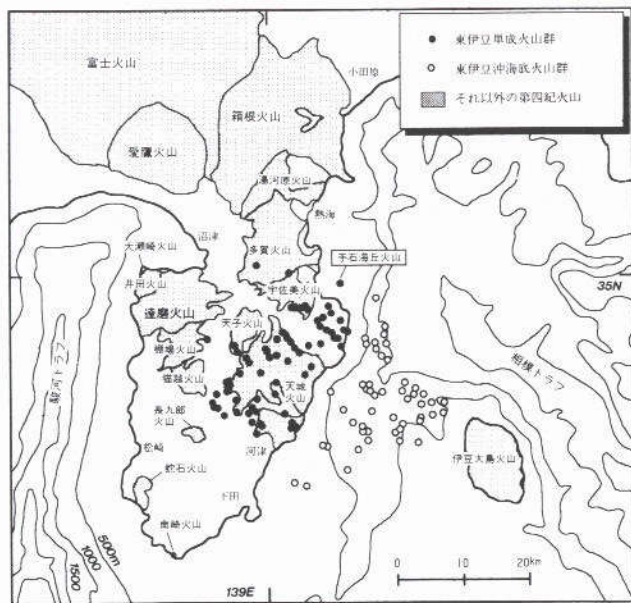 東伊豆単成火山群
東伊豆沖海底火山群
それ以外の第四紀火山
富士火山
小田原
箱根火山
愛鷹火山
湯河原火山
熱海
沼津
多賀火山
大瀬崎火山
手石海丘火山
井田火山
宇佐美火山
35N
達磨火山
天子火山
棚場火山
猫越火山
天城
火山
長九郎
火山
駿河トラフ
相模トラフ
松崎
河津
伊豆大島火山
蛇石火山
下田
南崎火山
500m
1000
1500
139E
0
10
20km